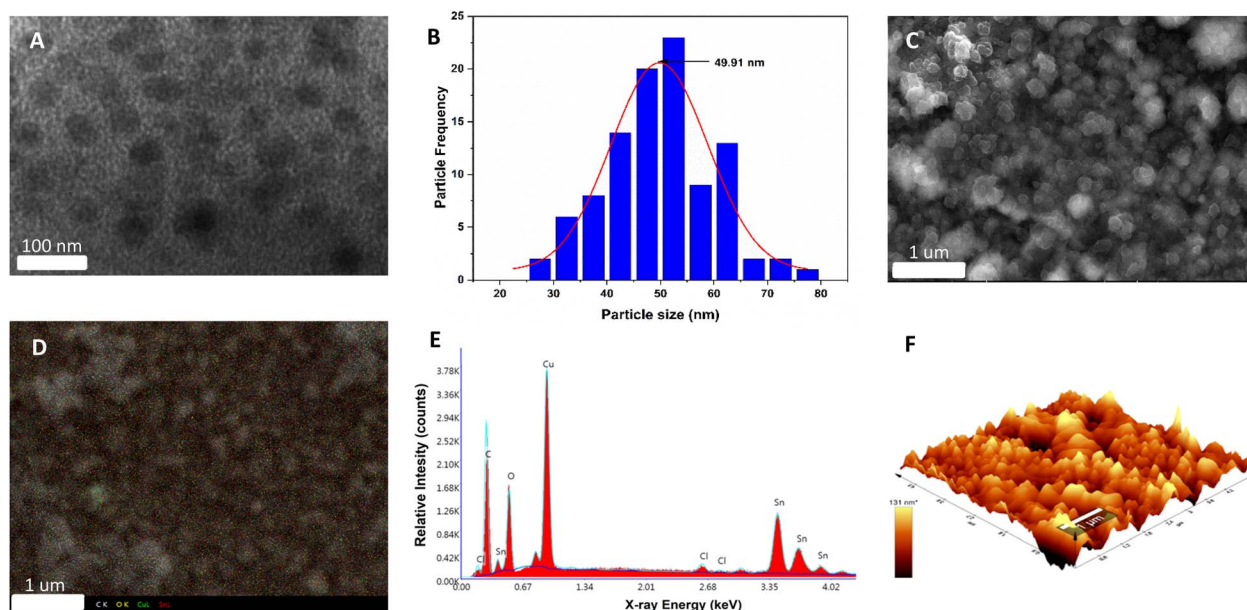 A
100 nm
B
25
20
15
10
5
0
Particle Frequency
49.91 nm
20 30 40 50 60 70 80
Particle size (nm)
C
1 um
D
1 um
C K O K CuL SnL
E
Relative Intesity (counts)
3.78K
3.36K
2.94K
2.52K
2.10K
1.68K
1.26K
0.84K
0.42K
0.00K
Cl
C
Sn
O
Cu
Cl
Cl
Sn
Sn
Sn
0.00 0.67 1.34 2.01 2.68 3.35 4.02
X-ray Energy (keV)
F
131 nm*
1 µm